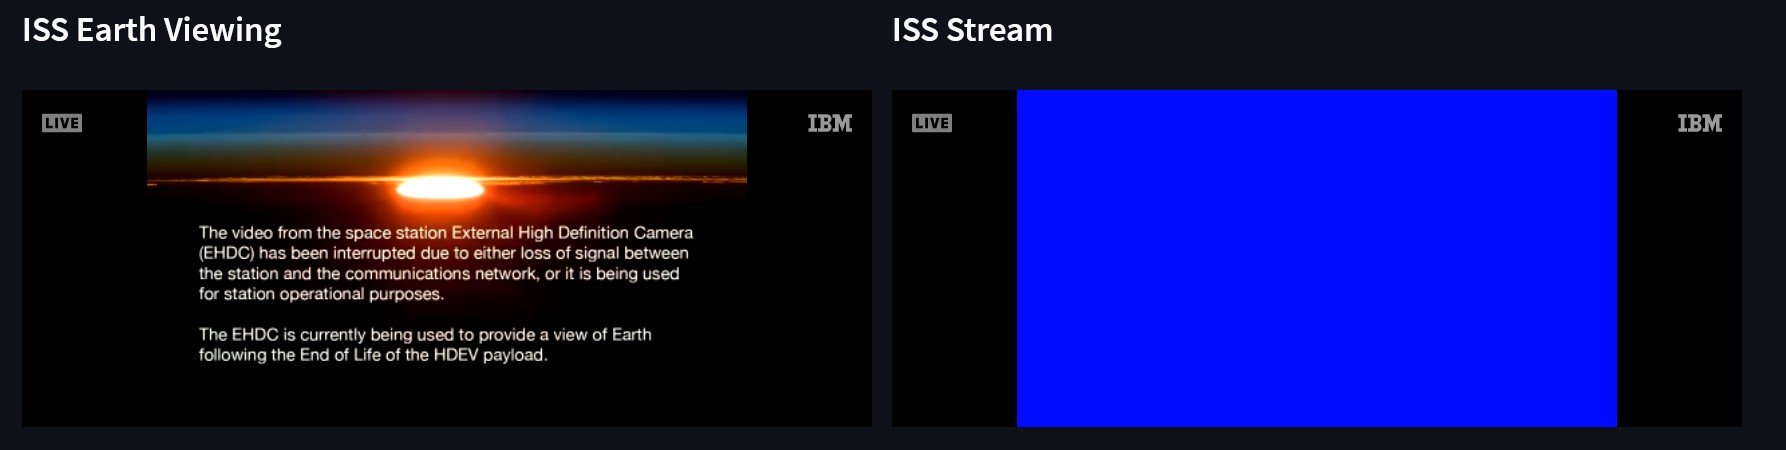 ISS Earth Viewing
LIVE
IBM
The video from the space station External High Definition Camera
(EHDC) has been interrupted due to either loss of signal between
the station and the communications network, or it is being used
for station operational purposes.
The EHDC is currently being used to provide a view of Earth
following the End of Life of the HDEV payload.
ISS Stream
LIVE
IBM